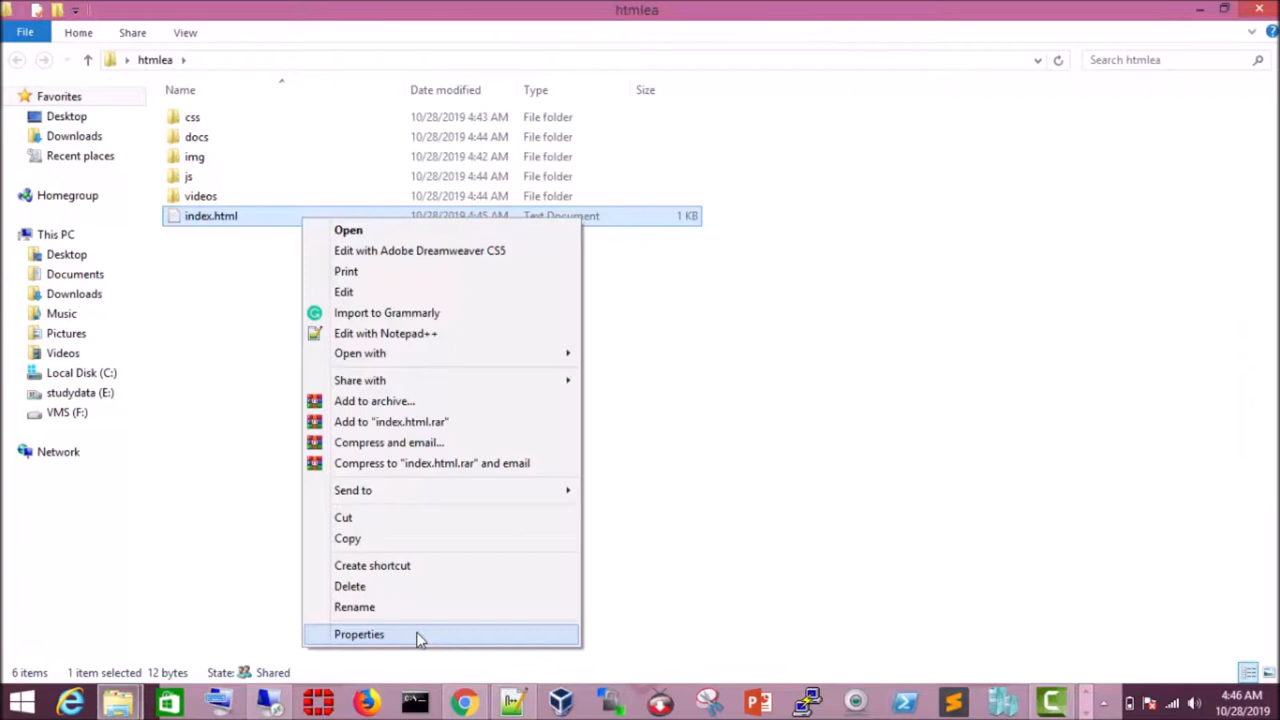 htmlea
File Home Share View
htmlea
Search htmlea
Name Date modified Type Size
Favorites
Desktop
Downloads
Recent places
Homegroup
This PC
Desktop
Documents
Downloads
Music
Pictures
Videos
Local Disk (C:)
studydata (E:)
VMS (F:)
Network
css 10/28/2019 4:43 AM File folder
docs 10/28/2019 4:44 AM File folder
img 10/28/2019 4:42 AM File folder
js 10/28/2019 4:44 AM File folder
videos 10/28/2019 4:44 AM File folder
index.html 10/28/2019 4:45 AM Text Document 1 KB
Open
Edit with Adobe Dreamweaver CS5
Print
Edit
Import to Grammarly
Edit with Notepad++
Open with
Share with
Add to archive...
Add to "index.html.rar"
Compress and email...
Compress to "index.html.rar" and email
Send to
Cut
Copy
Create shortcut
Delete
Rename
Properties
6 items 1 item selected 12 bytes State: Shared
4:46 AM
10/28/2019